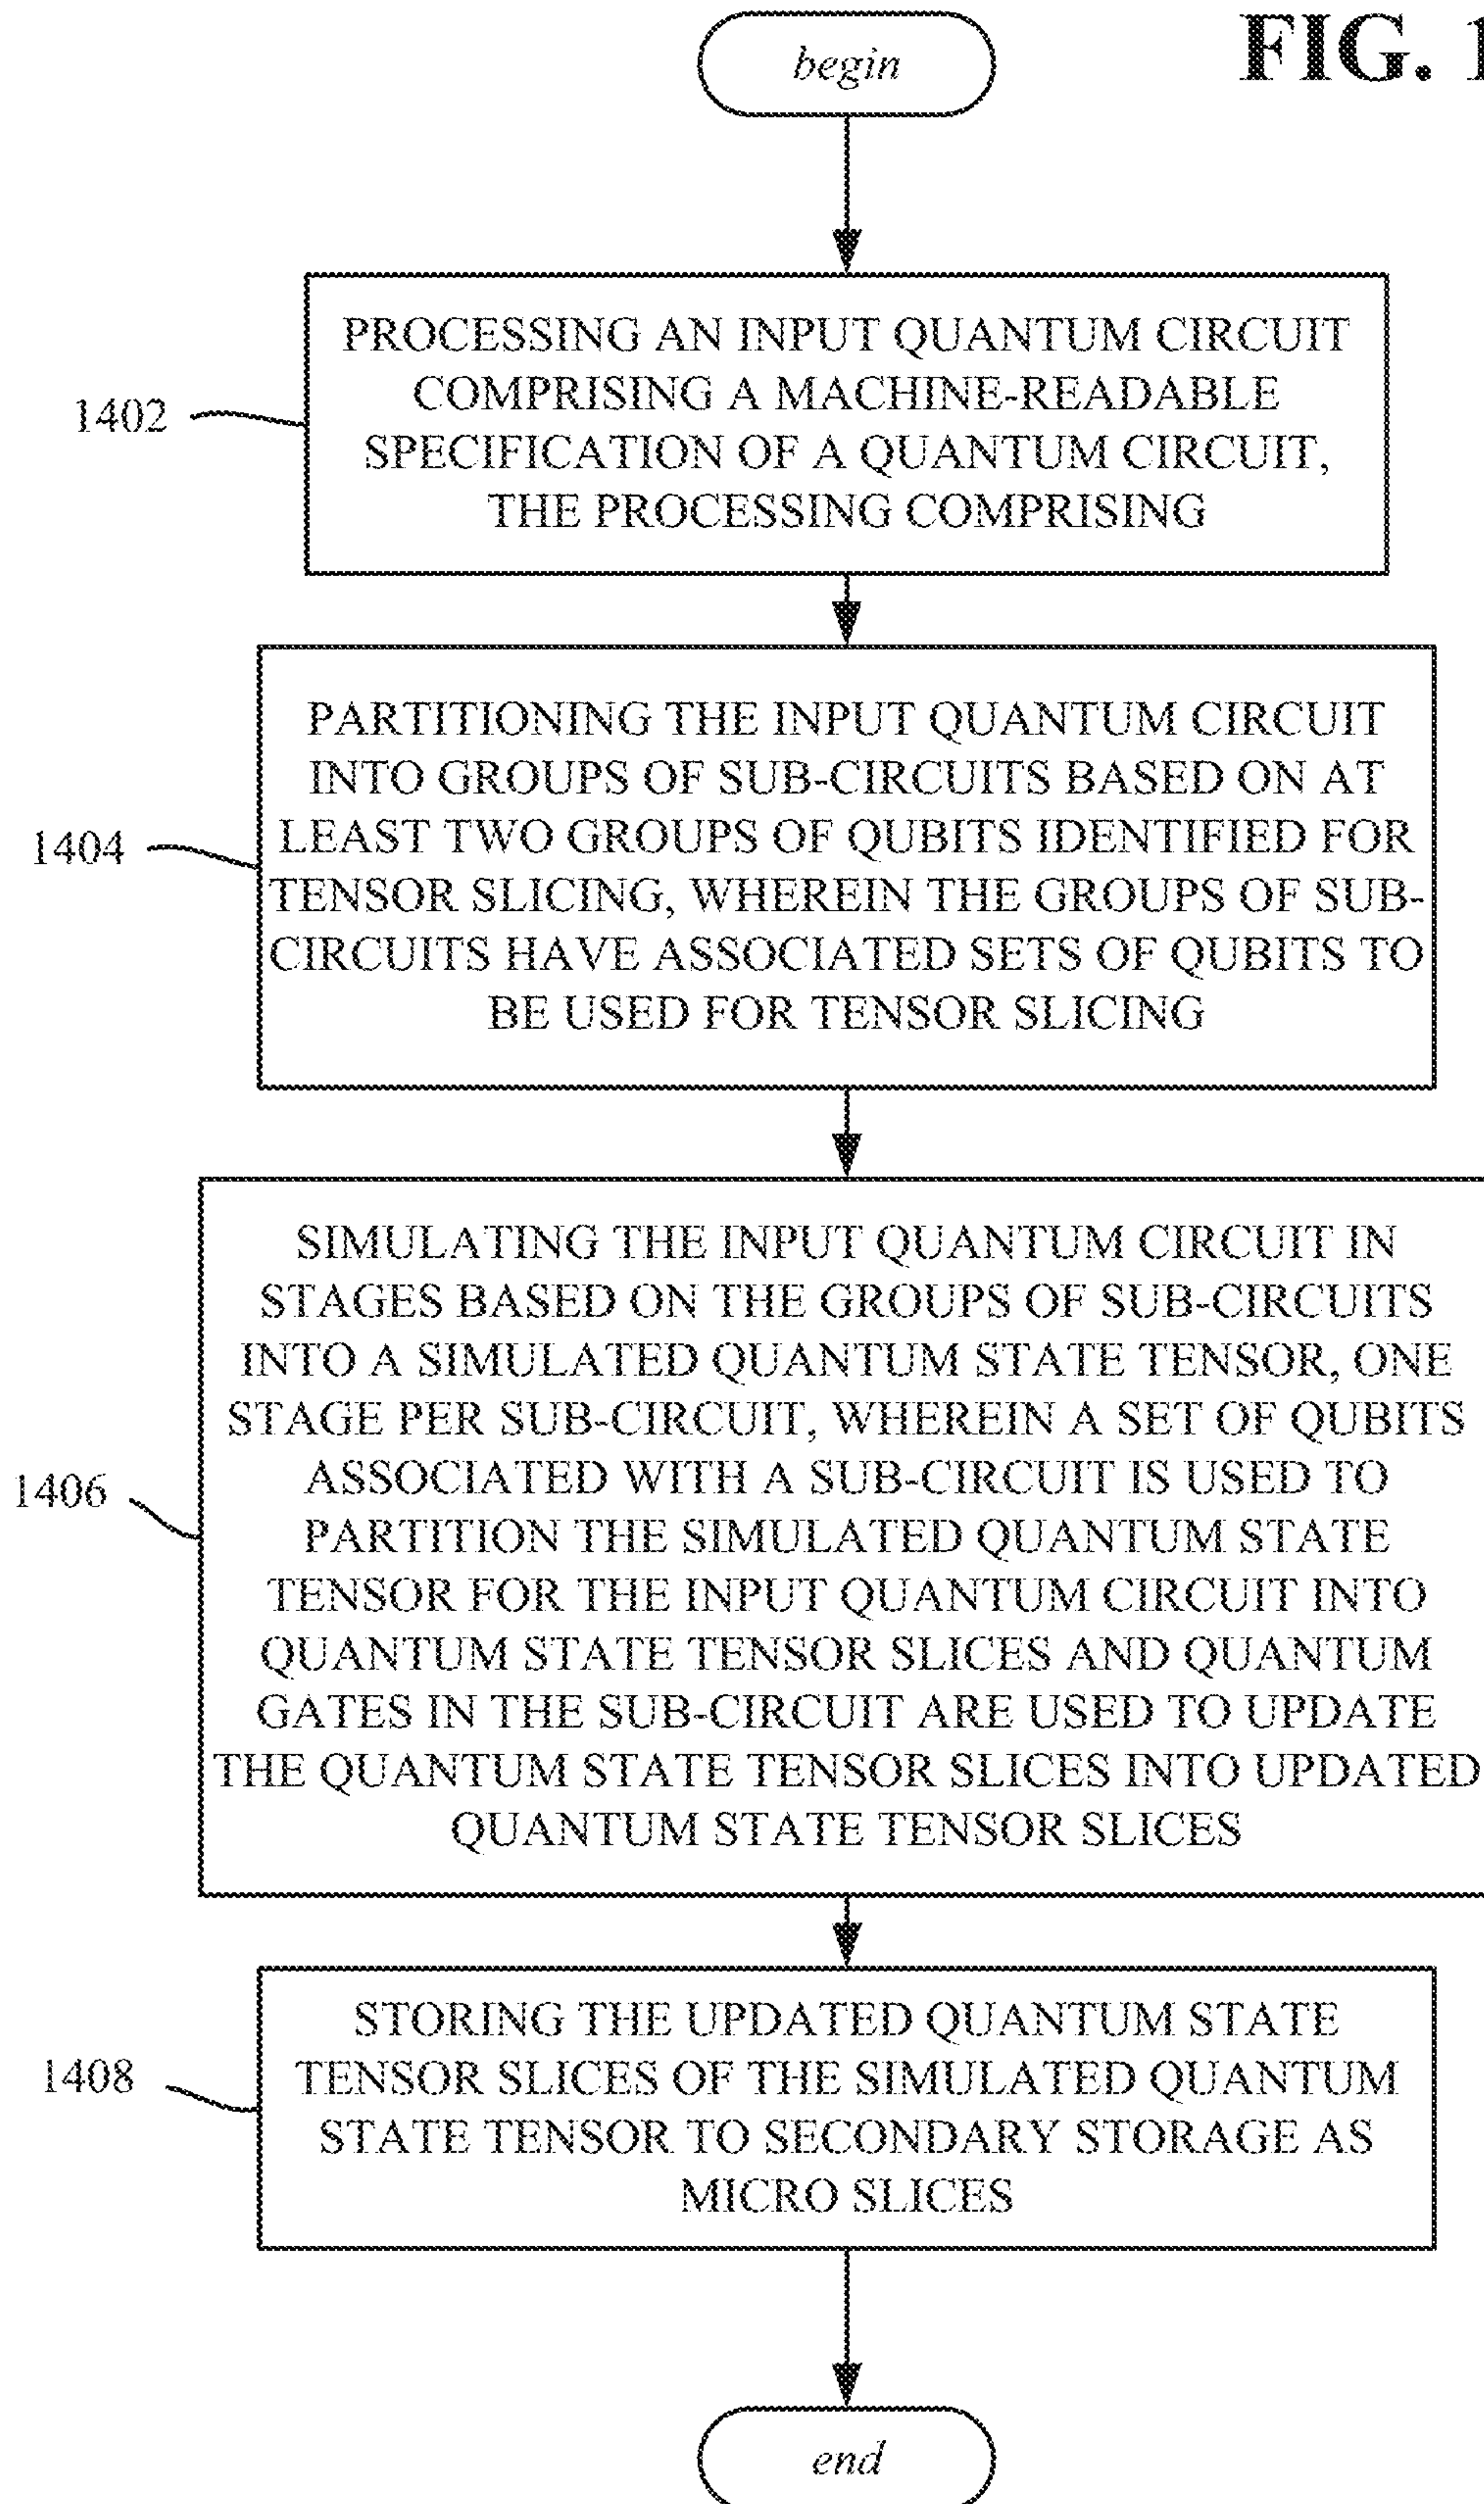 begin
FIG. 1
PROCESSING AN INPUT QUANTUM CIRCUIT
COMPRISING A MACHINE-READABLE
SPECIFICATION OF A QUANTUM CIRCUIT,
THE PROCESSING COMPRISING
1402
PARTITIONING THE INPUT QUANTUM CIRCUIT
INTO GROUPS OF SUB-CIRCUITS BASED ON AT
LEAST TWO GROUPS OF QUBITS IDENTIFIED FOR
TENSOR SLICING, WHEREIN THE GROUPS OF SUB-
CIRCUITS HAVE ASSOCIATED SETS OF QUBITS TO
BE USED FOR TENSOR SLICING
1404
SIMULATING THE INPUT QUANTUM CIRCUIT IN
STAGES BASED ON THE GROUPS OF SUB-CIRCUITS
INTO A SIMULATED QUANTUM STATE TENSOR, ONE
STAGE PER SUB-CIRCUIT, WHEREIN A SET OF QUBITS
ASSOCIATED WITH A SUB-CIRCUIT IS USED TO
PARTITION THE SIMULATED QUANTUM STATE
TENSOR FOR THE INPUT QUANTUM CIRCUIT INTO
QUANTUM STATE TENSOR SLICES AND QUANTUM
GATES IN THE SUB-CIRCUIT ARE USED TO UPDATE
THE QUANTUM STATE TENSOR SLICES INTO UPDATED
QUANTUM STATE TENSOR SLICES
1406
STORING THE UPDATED QUANTUM STATE
TENSOR SLICES OF THE SIMULATED QUANTUM
STATE TENSOR TO SECONDARY STORAGE AS
MICRO SLICES
1408
end